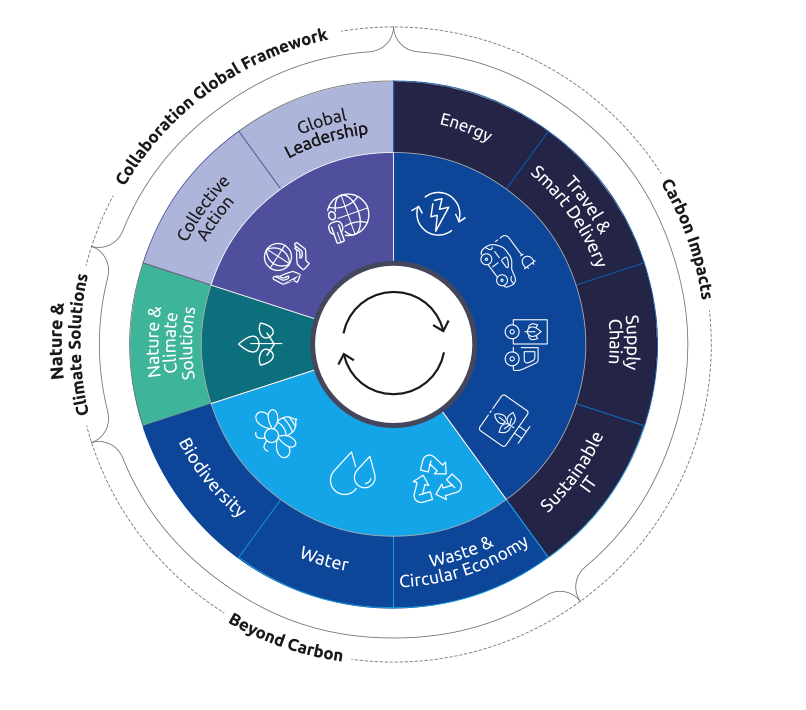 Collaboration Global Framework
Carbon Impacts
Beyond Carbon
Nature &
Climate Solutions
Global
Leadership
Energy
Travel &
Smart Delivery
Supply
Chain
Sustainable
IT
Waste &
Circular Economy
Water
Biodiversity
Nature &
Climate
Solutions
Collective
Action